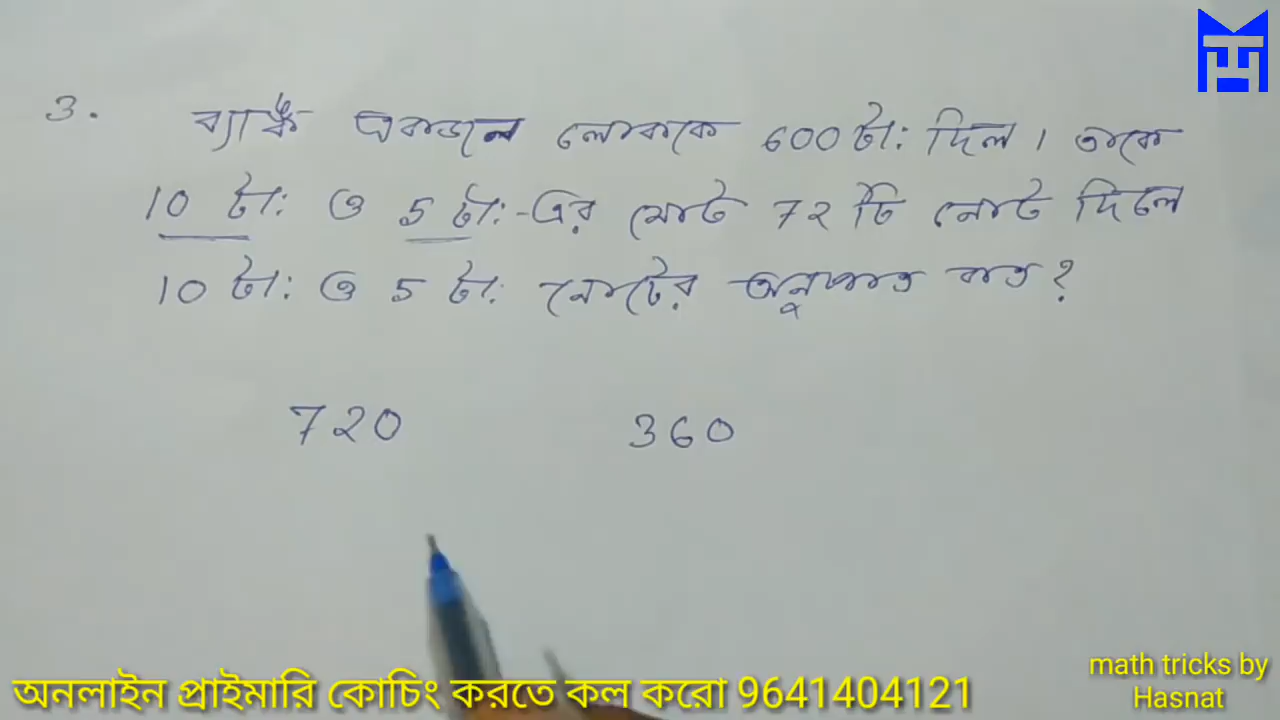 3. ব্যাঙ্ক একজন লোককে 600 টা: দিল। তাকে
10 টা: ও 5 টা:-এর মোট 72 টি নোট দিলে
10 টা: ও 5 টা: নোটের অনুপাত কত?
720 360
অনলাইন প্রাইমারি কোচিং করতে কল করো 9641404121
math tricks by
Hasnat